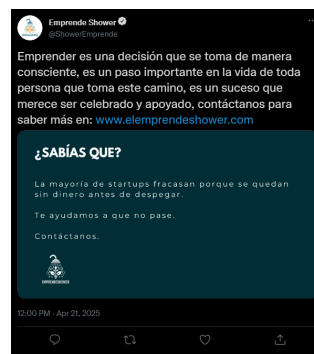 Emprende Shower
@ShowerEmprende
Emprender es una decisión que se toma de manera
consciente, es un paso importante en la vida de toda
persona que toma este camino, es un suceso que
merece ser celebrado y apoyado, contáctanos para
saber más en: www.elemprendeshower.com
¿SABÍAS QUE?
La mayoría de startups fracasan porque se quedan
sin dinero antes de despegar.
Te ayudamos a que no pase.
Contáctanos.
EMPRENDESHOWER
12:00 PM · Apr 21, 2025